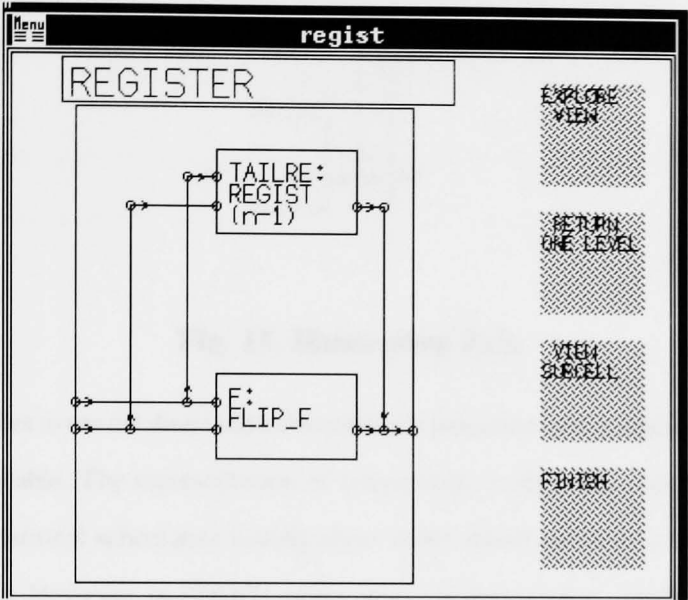 Menu
regist
REGISTER
EXPLORE
VIEW
TAILRE:
REGIST
(n-1)
RETURN
ONE LEVEL
VIEW
SUBCELL
F:
FLIP_F
FINISH